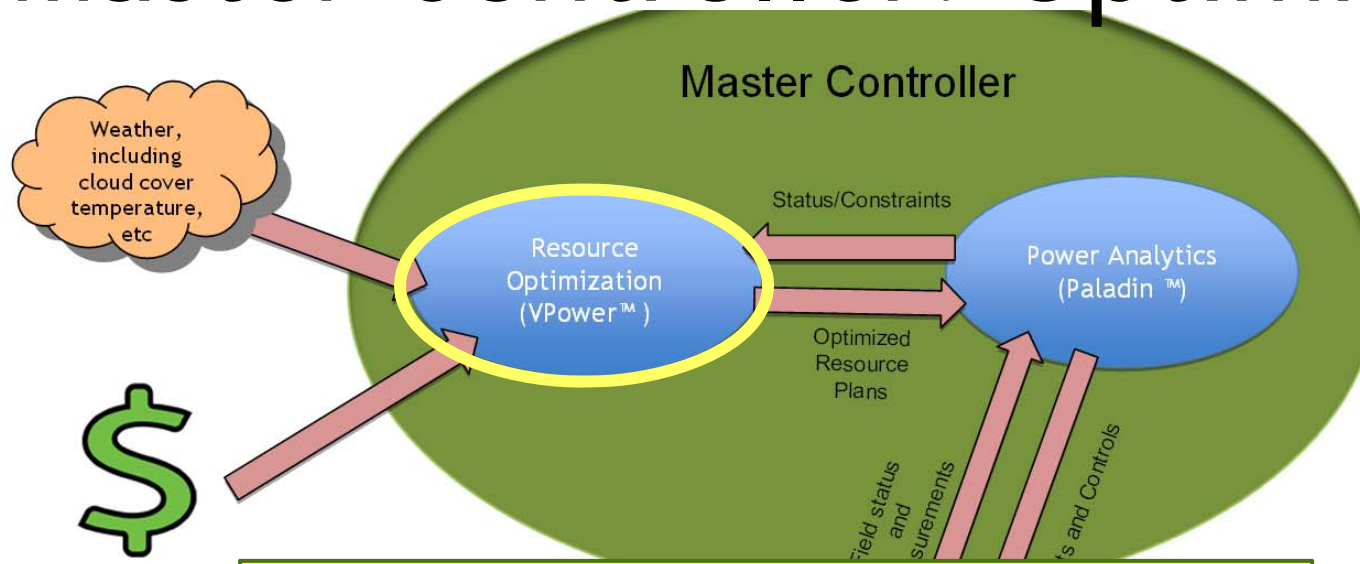 Master Controller
Weather,
including
cloud cover
temperature,
etc
Resource
Optimization
(VPower™ )
Status/Constraints
Power Analytics
(Paladin ™)
Optimized
Resource
Plans
status
and
and Controls
$